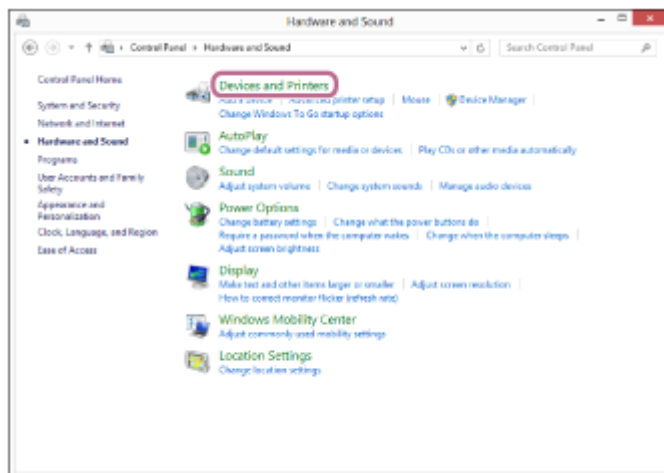 Hardware and Sound
Control Panel › Hardware and Sound
Search Control Panel
Control Panel Home
System and Security
Network and Internet
Hardware and Sound
Programs
User Accounts and Family
Safety
Appearance and
Personalization
Clock, Language, and Region
Ease of Access
Devices and Printers
Add a device | Advanced printer setup | Mouse | Device Manager
Change Windows To Go startup options
AutoPlay
Change default settings for media or devices | Play CDs or other media automatically
Sound
Adjust system volume | Change system sounds | Manage audio devices
Power Options
Change battery settings | Change what the power buttons do
Require a password when the computer wakes | Change when the computer sleeps
Adjust screen brightness
Display
Make text and other items larger or smaller | Adjust screen resolution
How to correct monitor flicker (refresh rate)
Windows Mobility Center
Adjust commonly used mobility settings
Location Settings
Change location settings